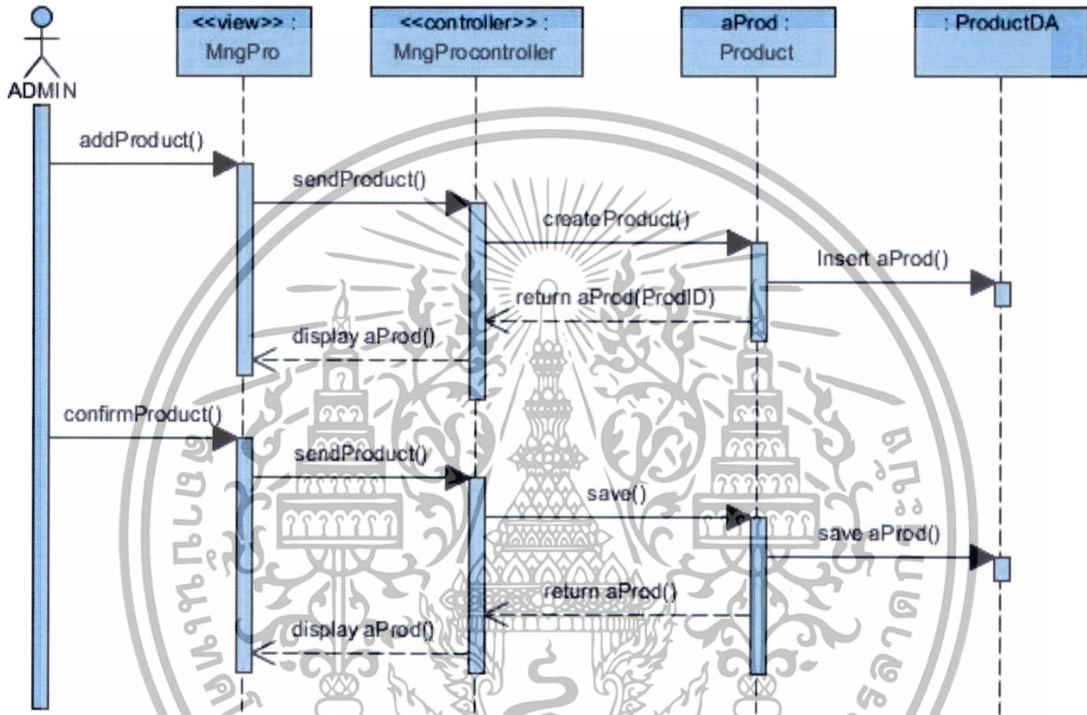 <<view>> :
MngPro
<<controller>> :
MngProcontroller
aProd :
Product
: ProductDA
ADMIN
addProduct()
sendProduct()
createProduct()
Insert aProd()
return aProd(ProdID)
display aProd()
confirmProduct()
sendProduct()
save()
save aProd()
return aProd()
display aProd()